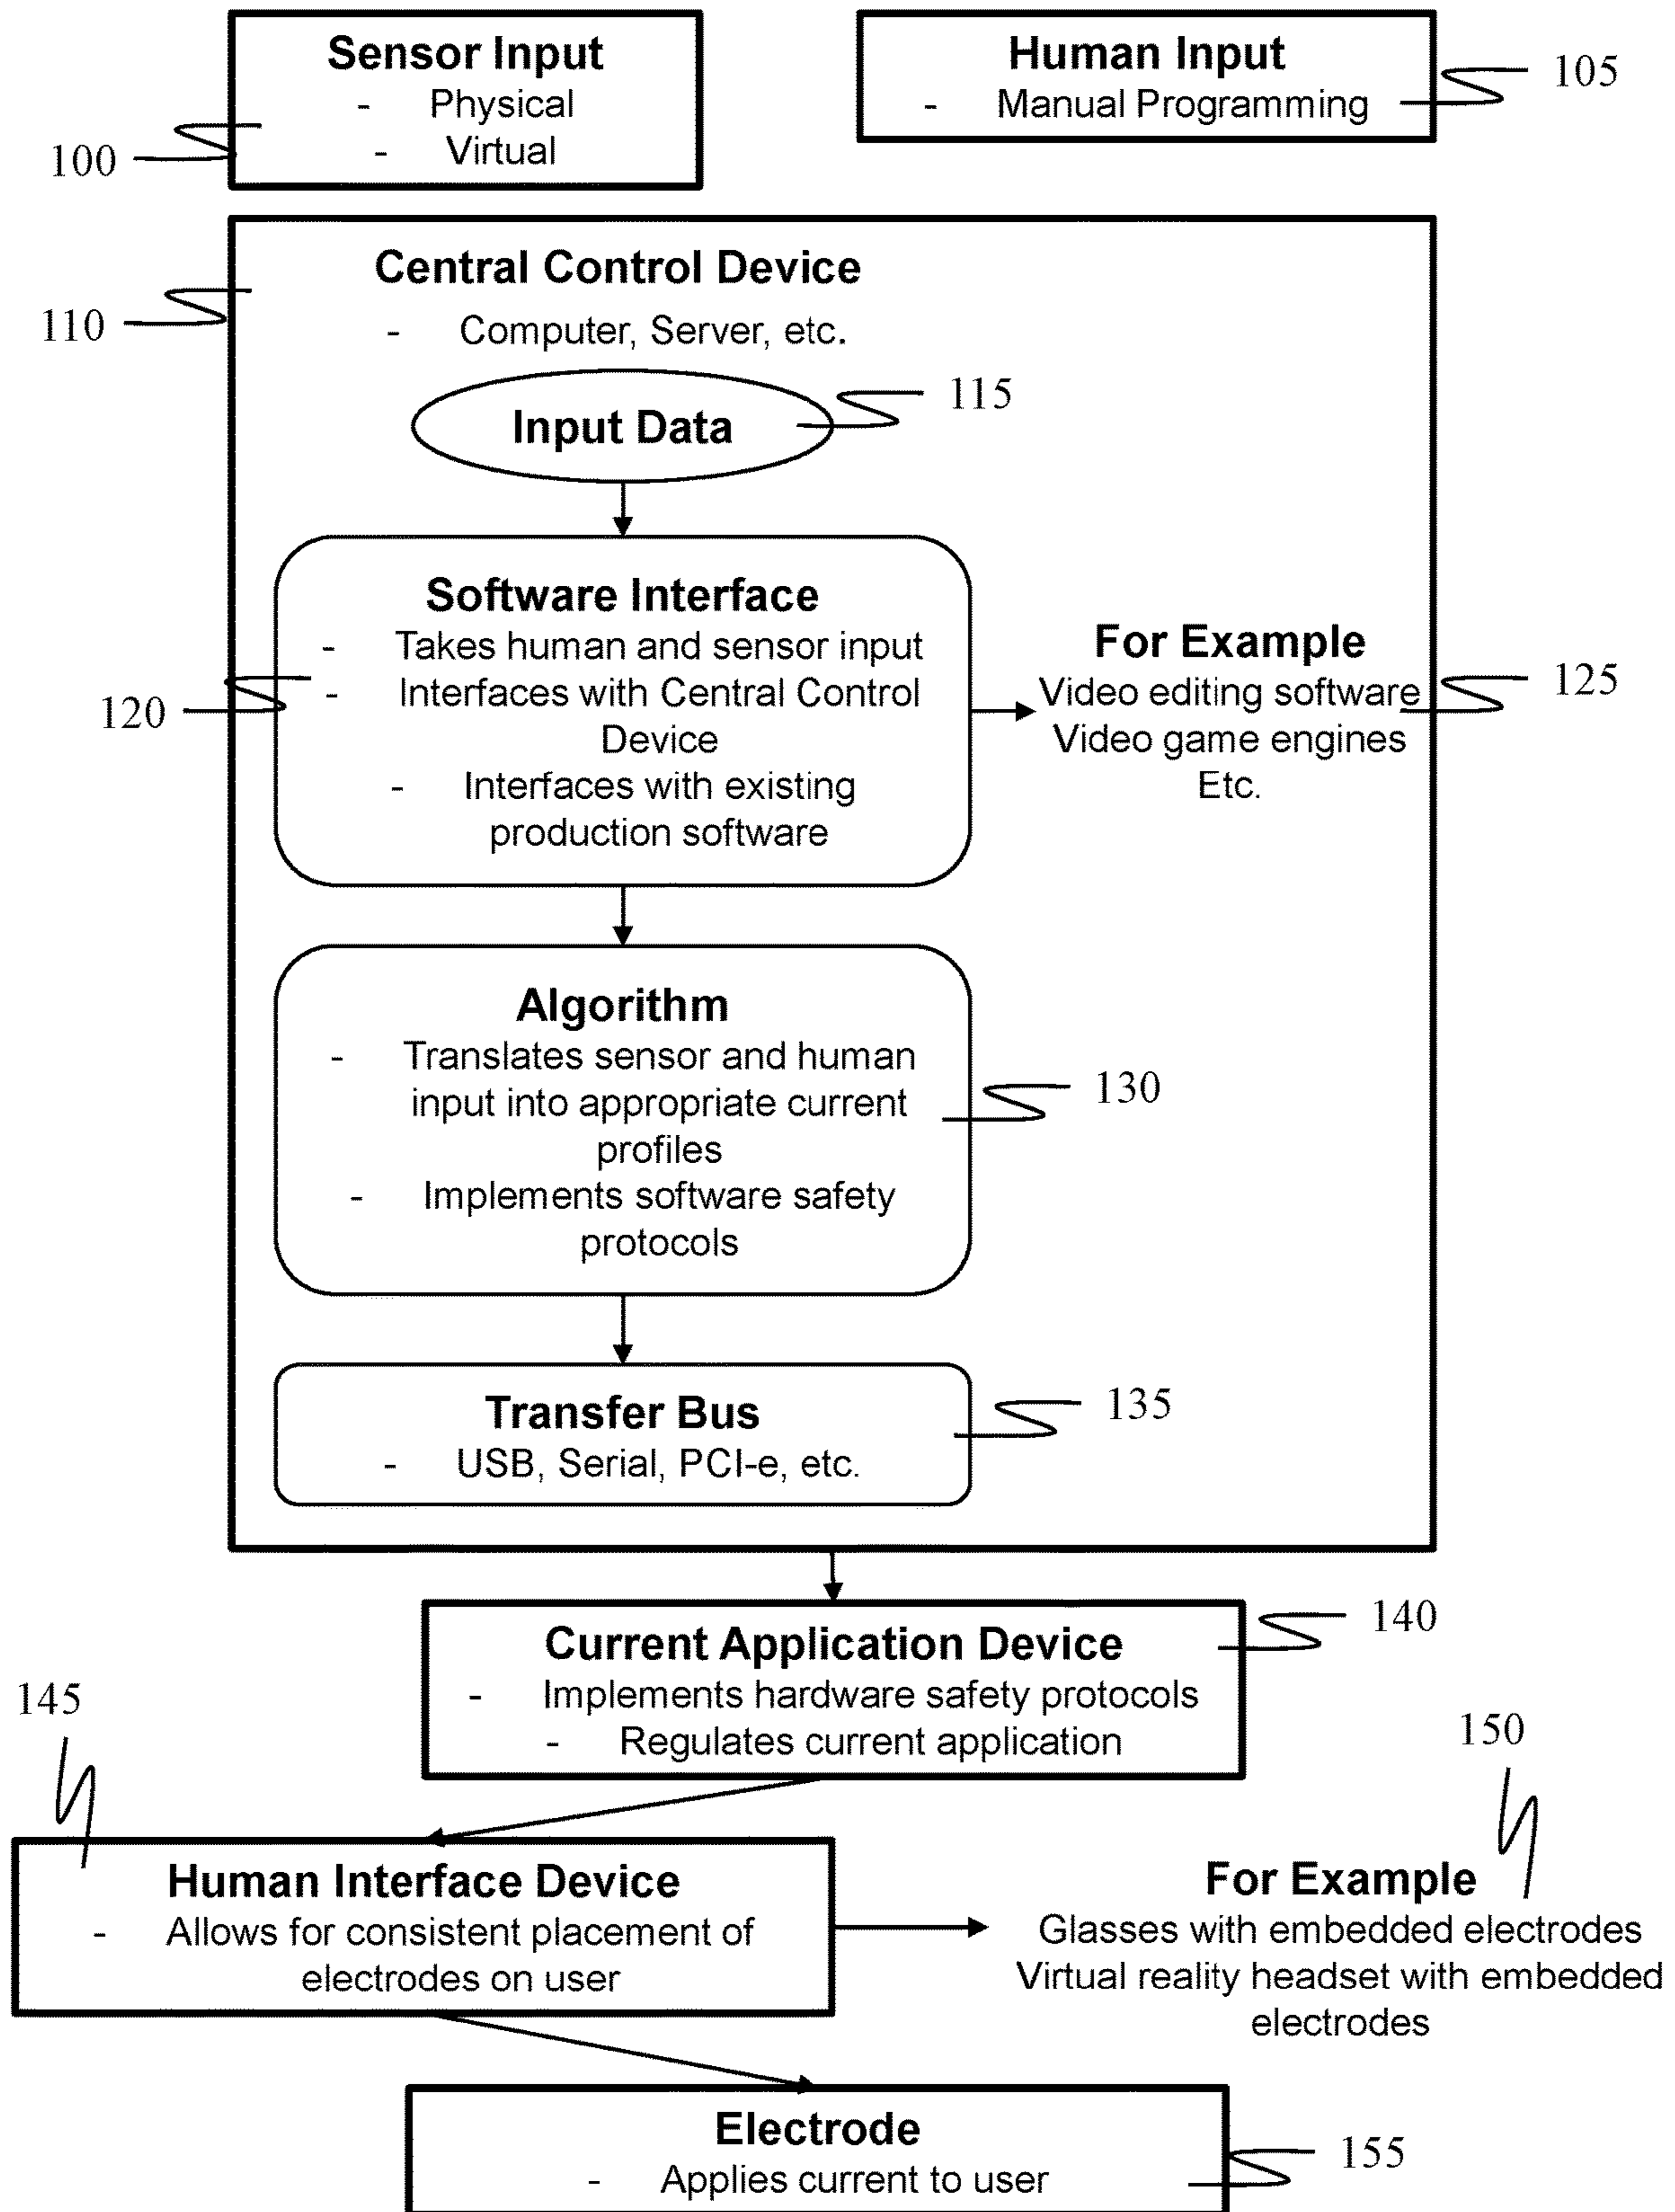 Sensor Input
- Physical
- Virtual
100
Human Input
- Manual Programming
105
Central Control Device
- Computer, Server, etc.
110
Input Data
115
Software Interface
- Takes human and sensor input
- Interfaces with Central Control
Device
- Interfaces with existing
production software
120
For Example
Video editing software
Video game engines
Etc.
125
Algorithm
- Translates sensor and human
input into appropriate current
profiles
- Implements software safety
protocols
130
Transfer Bus
- USB, Serial, PCI-e, etc.
135
Current Application Device
- Implements hardware safety protocols
- Regulates current application
140
145
Human Interface Device
- Allows for consistent placement of
electrodes on user
150
For Example
Glasses with embedded electrodes
Virtual reality headset with embedded
electrodes
Electrode
- Applies current to user
155